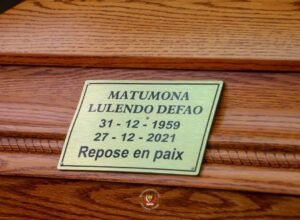 MATUMONA
LULENDO DEFAO
31 - 12 - 1959
27 - 12 - 2021
Repose en paix